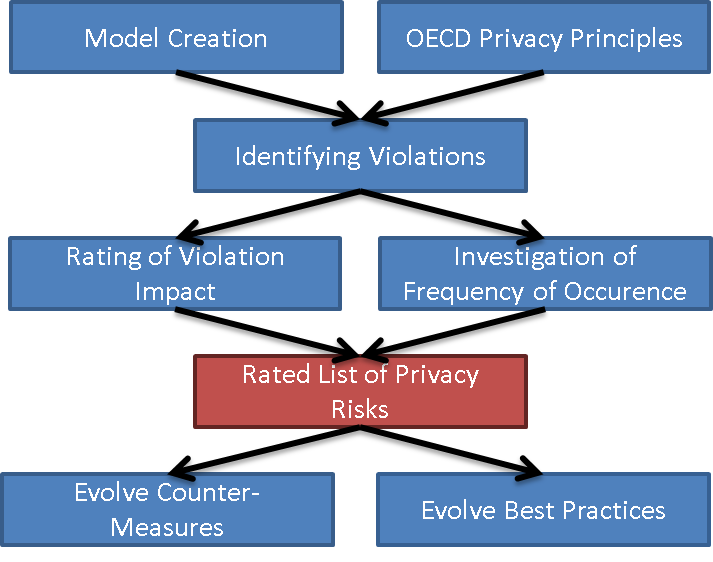 Model Creation
OECD Privacy Principles
Identifying Violations
Rating of Violation
Impact
Investigation of
Frequency of Occurence
Rated List of Privacy
Risks
Evolve Counter-
Measures
Evolve Best Practices